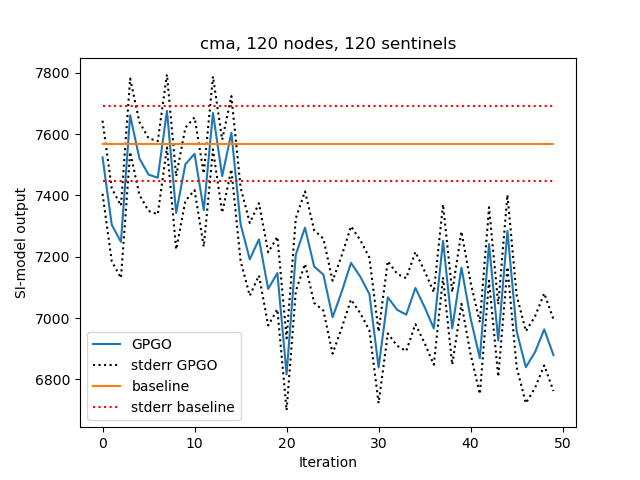 cma, 120 nodes, 120 sentinels
7800
7600
7400
7200
7000
6800
SI-model output
GPGO
stderr GPGO
baseline
stderr baseline
0
10
20
30
40
50
Iteration